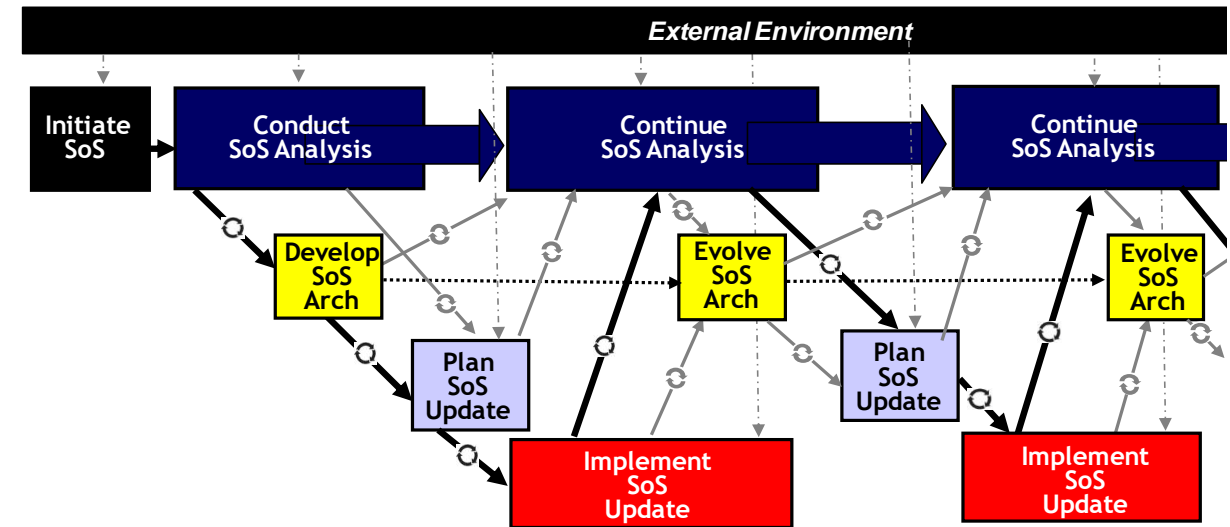 External Environment
Initiate
SoS
Conduct
SoS Analysis
Continue
SoS Analysis
Continue
SoS Analysis
Develop
SoS
Arch
Evolve
SoS
Arch
Evolve
SoS
Arch
Plan
SoS
Update
Plan
SoS
Update
Implement
SoS
Update
Implement
SoS
Update